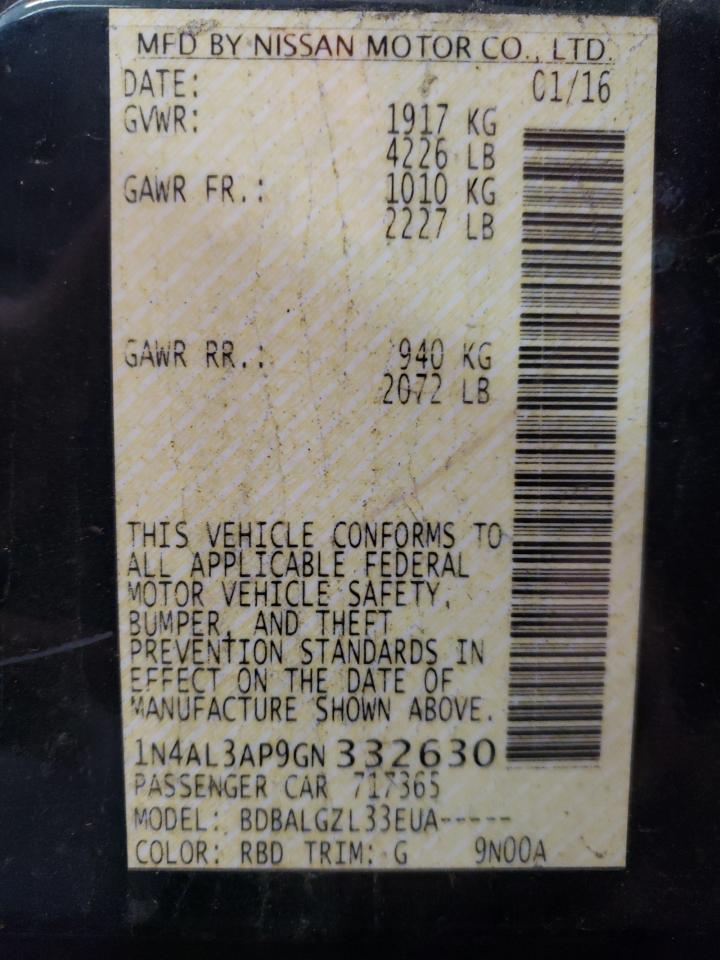 MFD BY NISSAN MOTOR CO., LTD.
DATE: 01/16
GVWR: 1917 KG
4226 LB
GAWR FR.: 1010 KG
2227 LB
GAWR RR.: 940 KG
2072 LB
THIS VEHICLE CONFORMS TO
ALL APPLICABLE FEDERAL
MOTOR VEHICLE SAFETY,
BUMPER, AND THEFT
PREVENTION STANDARDS IN
EFFECT ON THE DATE OF
MANUFACTURE SHOWN ABOVE.
1N4AL3AP9GN 332630
PASSENGER CAR 717365
MODEL: BDBALGZL33EUA-----
COLOR: RBD TRIM: G 9N00A